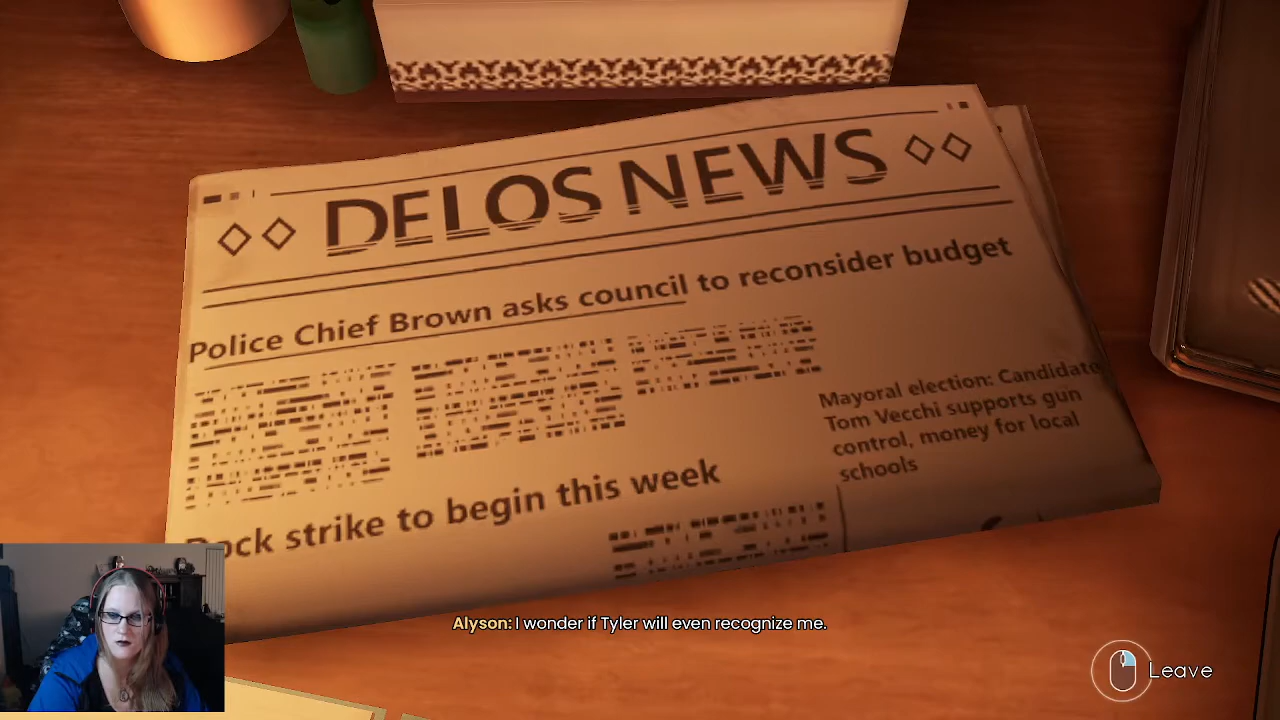 DELOS NEWS
Police Chief Brown asks council to reconsider budget
Mayoral election: Candidate
Tom Vecchi supports gun
control, money for local
schools
Dock strike to begin this week
Alyson: I wonder if Tyler will even recognize me.
Leave